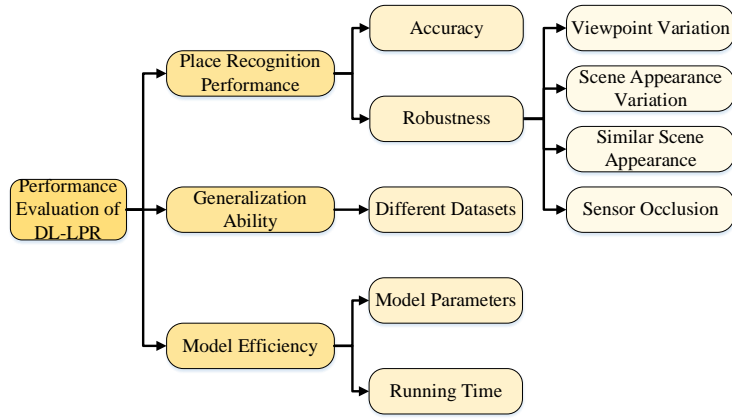 Performance
Evaluation of
DL-LPR
Place Recognition
Performance
Generalization
Ability
Model Efficiency
Accuracy
Robustness
Different Datasets
Model Parameters
Running Time
Viewpoint Variation
Scene Appearance
Variation
Similar Scene
Appearance
Sensor Occlusion